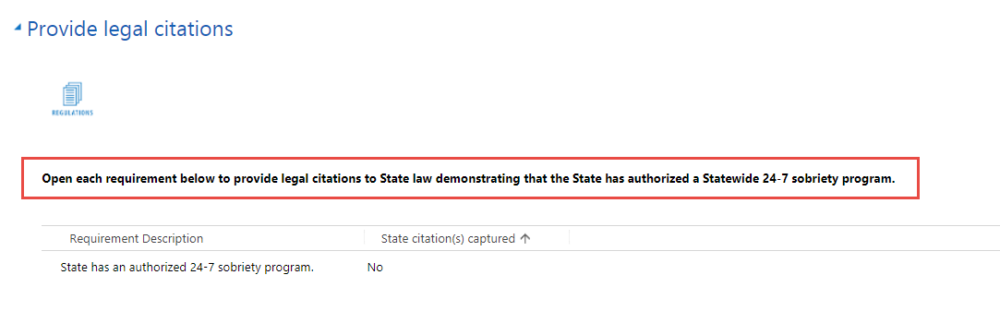 Provide legal citations
REGULATIONS
Open each requirement below to provide legal citations to State law demonstrating that the State has authorized a Statewide 24-7 sobriety program.
Requirement Description State citation(s) captured ↑
State has an authorized 24-7 sobriety program. No